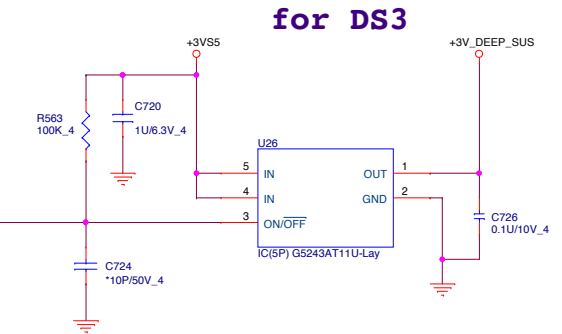 for DS3
+3VS5
+3V_DEEP_SUS
R563
100K_4
C720
1U/6.3V_4
U26
5
IN
OUT
1
4
IN
GND
2
3
ON/OFF
IC(5P) G5243AT11U-Lay
C726
0.1U/10V_4
C724
*10P/50V_4